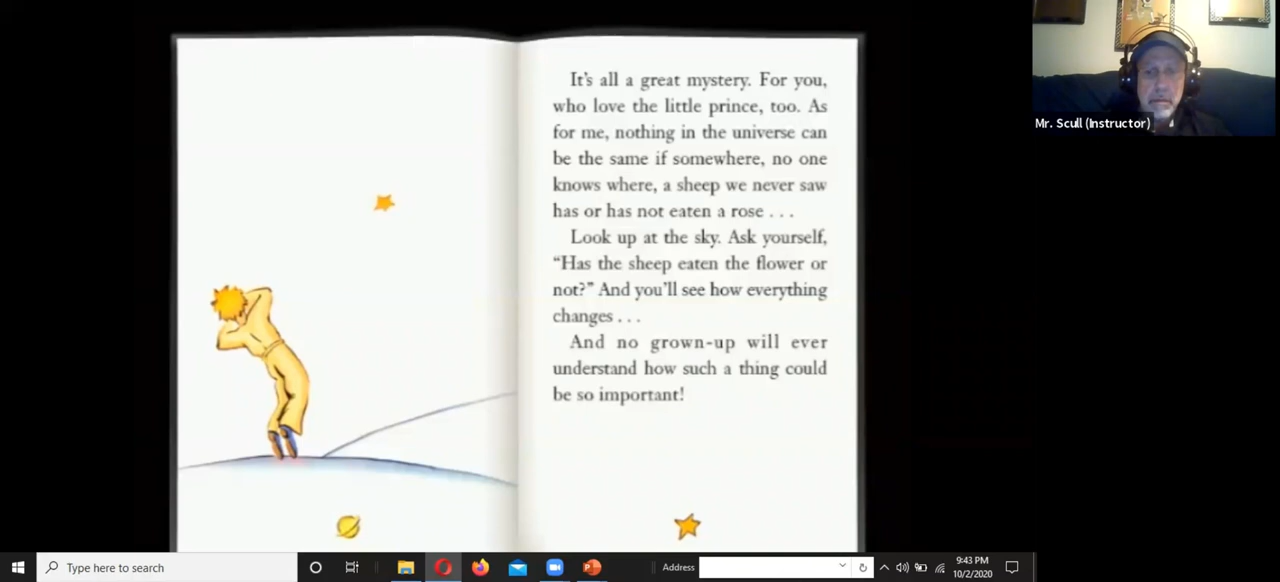 It's all a great mystery. For you,
who love the little prince, too. As
for me, nothing in the universe can
be the same if somewhere, no one
knows where, a sheep we never saw
has or has not eaten a rose . . .
Look up at the sky. Ask yourself,
“Has the sheep eaten the flower or
not?” And you'll see how everything
changes . . .
And no grown-up will ever
understand how such a thing could
be so important!
Mr. Scull (Instructor)
Type here to search
Address
9:43 PM
10/2/2020